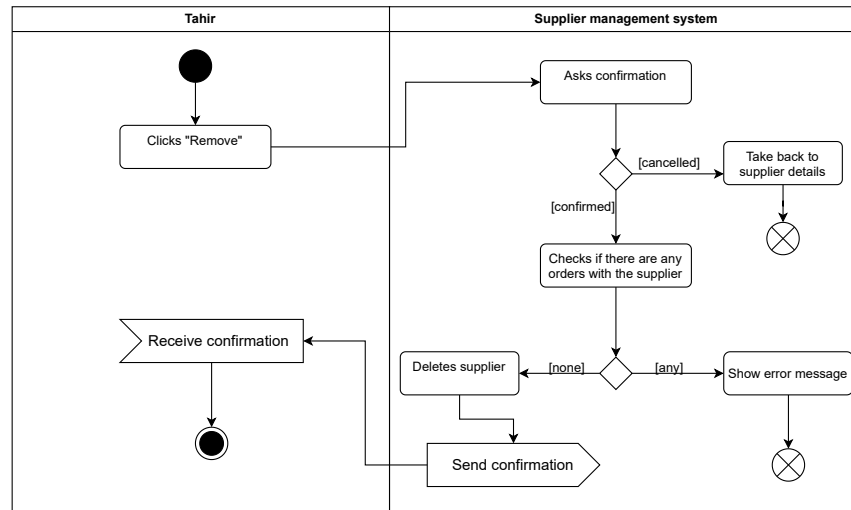 Tahir
Supplier management system
Asks confirmation
Clicks "Remove"
[cancelled]
Take back to
supplier details
[confirmed]
Checks if there are any
orders with the supplier
Receive confirmation
Deletes supplier
[none]
[any]
Show error message
Send confirmation